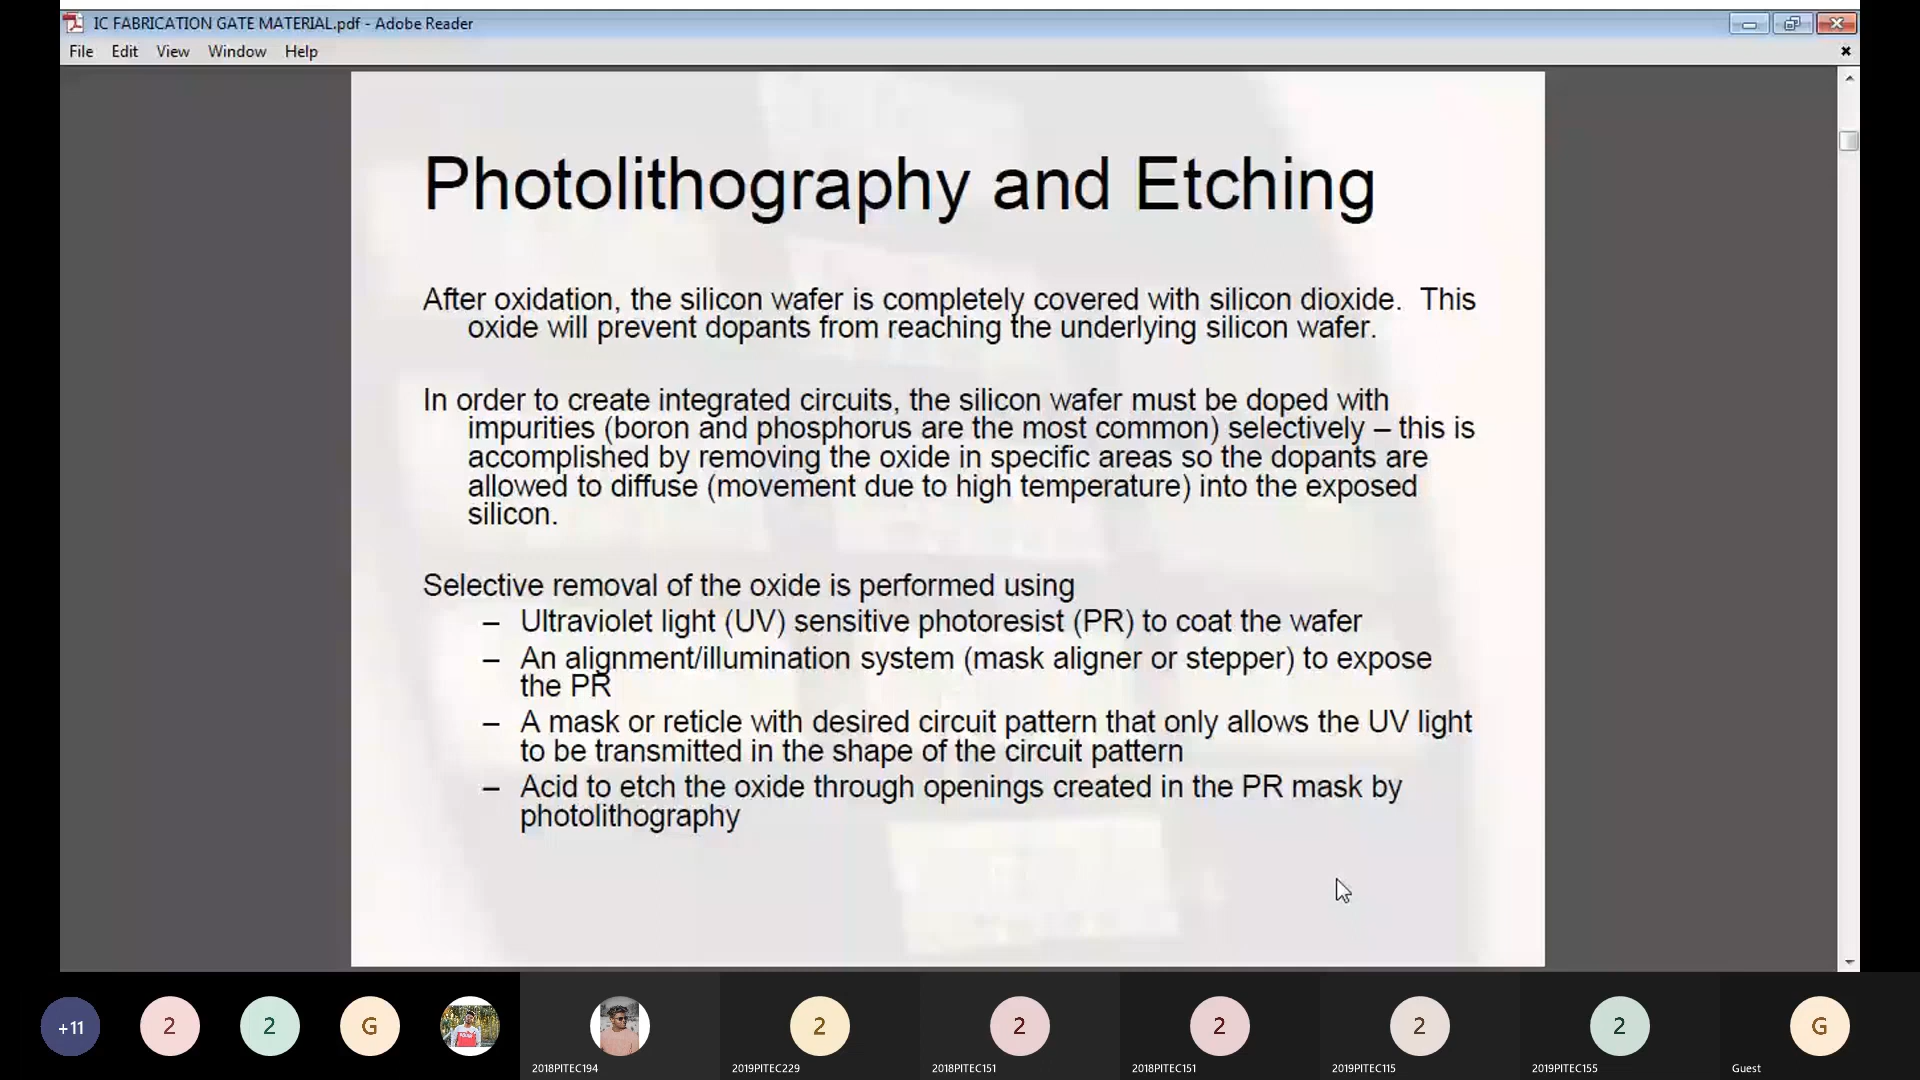 IC FABRICATION GATE MATERIAL.pdf - Adobe Reader
File Edit View Window Help
Photolithography and Etching
After oxidation, the silicon wafer is completely covered with silicon dioxide. This
oxide will prevent dopants from reaching the underlying silicon wafer.
In order to create integrated circuits, the silicon wafer must be doped with
impurities (boron and phosphorus are the most common) selectively – this is
accomplished by removing the oxide in specific areas so the dopants are
allowed to diffuse (movement due to high temperature) into the exposed
silicon.
Selective removal of the oxide is performed using
– Ultraviolet light (UV) sensitive photoresist (PR) to coat the wafer
– An alignment/illumination system (mask aligner or stepper) to expose
the PR
– A mask or reticle with desired circuit pattern that only allows the UV light
to be transmitted in the shape of the circuit pattern
– Acid to etch the oxide through openings created in the PR mask by
photolithography
+11 2 2 G 2 2 2 2 2 G
2018PITEC194 2019PITEC229 2018PITEC151 2018PITEC151 2019PITEC115 2019PITEC155 Guest